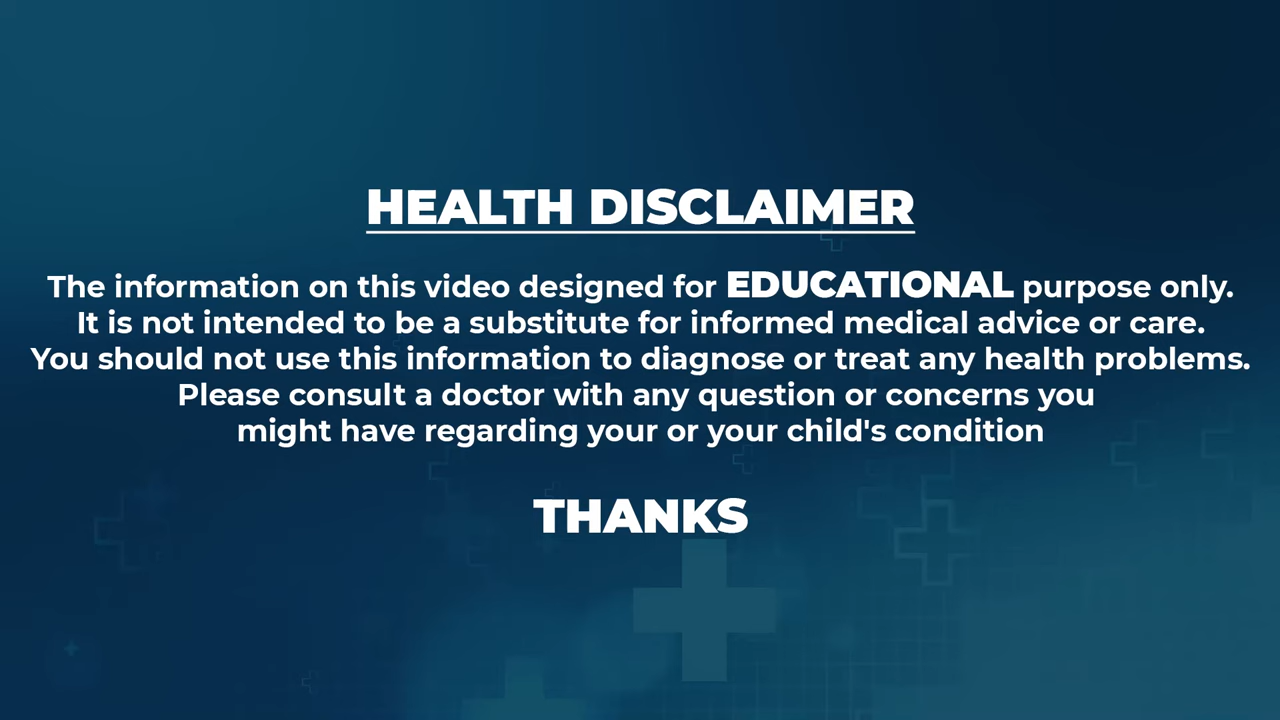 HEALTH DISCLAIMER
The information on this video designed for EDUCATIONAL purpose only.
It is not intended to be a substitute for informed medical advice or care.
You should not use this information to diagnose or treat any health problems.
Please consult a doctor with any question or concerns you
might have regarding your or your child's condition
THANKS